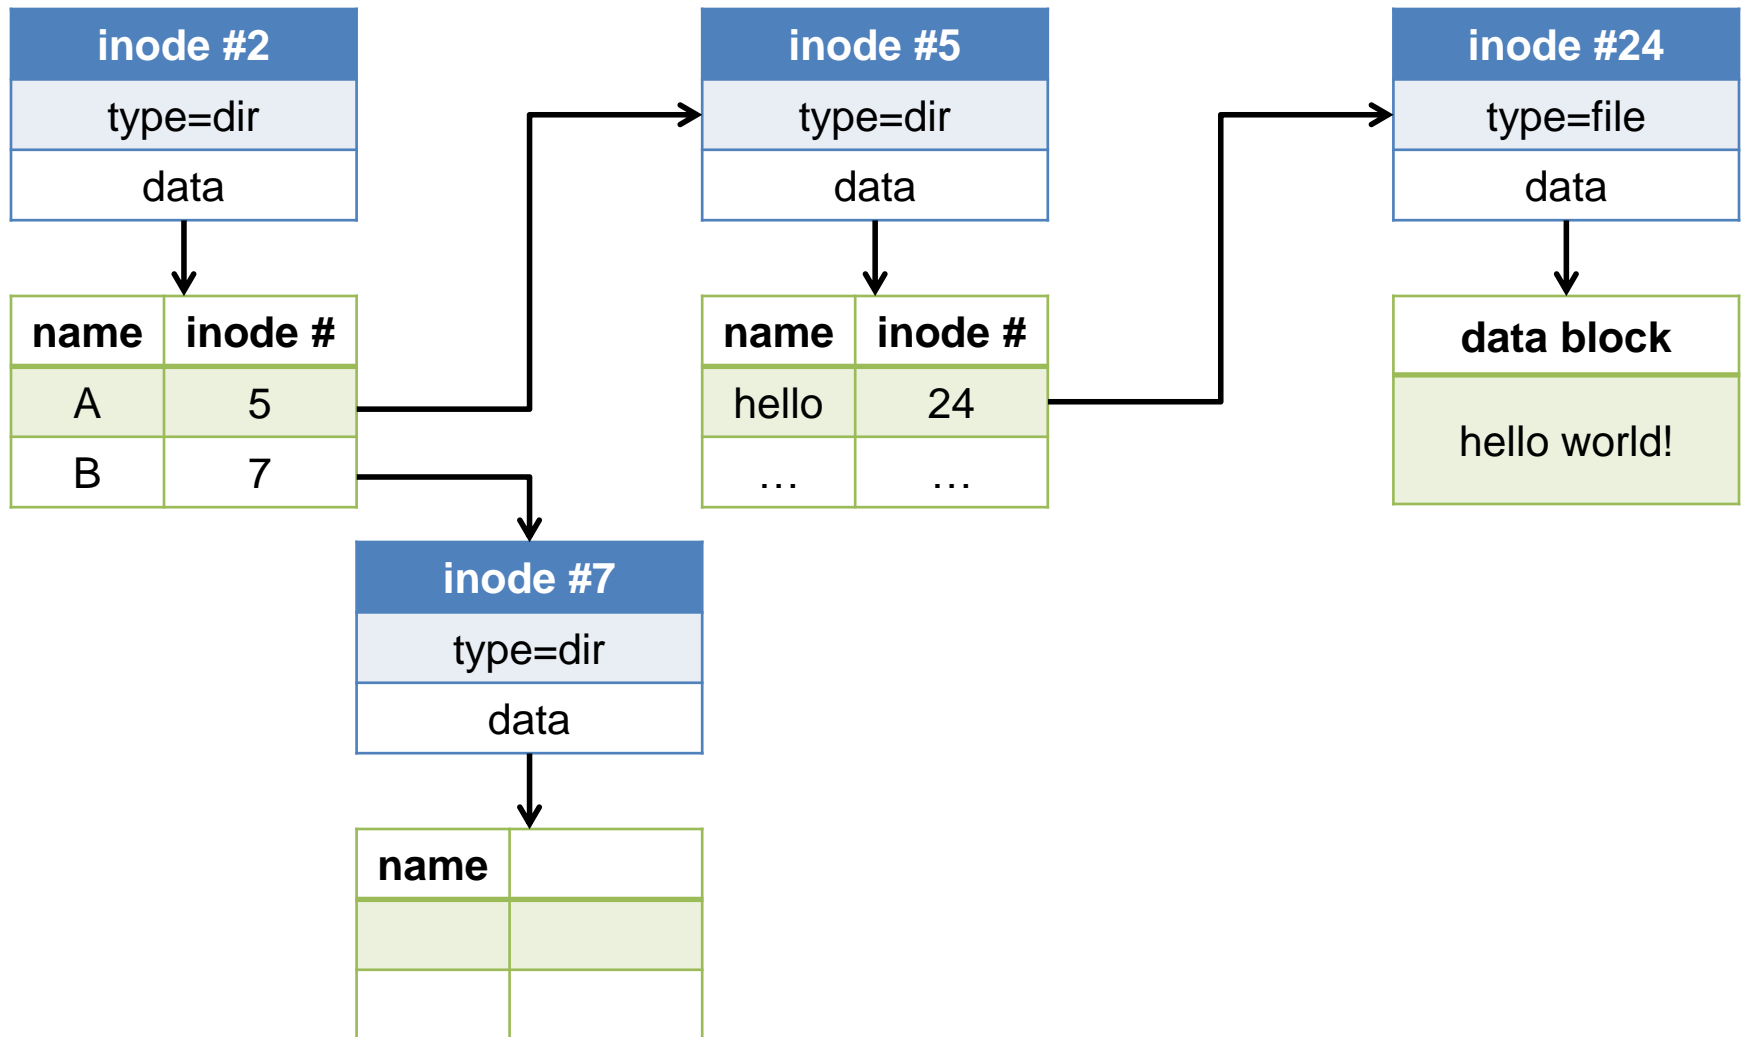 inode #2
type=dir
data
name inode #
A 5
B 7
inode #5
type=dir
data
name inode #
hello 24
… …
inode #24
type=file
data
data block
hello world!
inode #7
type=dir
data
name